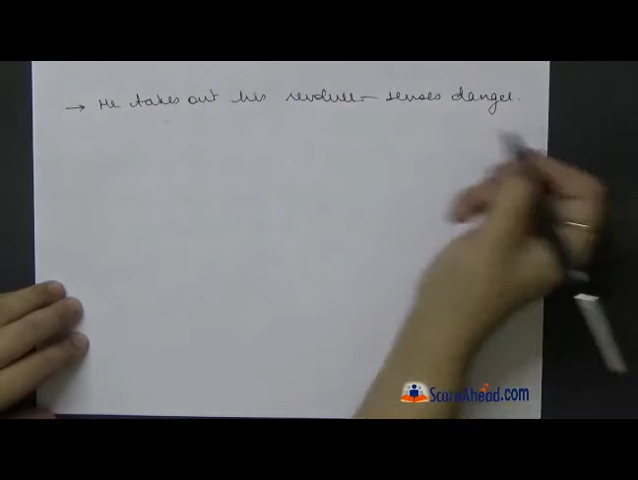 → He takes out his revolver - senses danger.
ScoreAhead.com